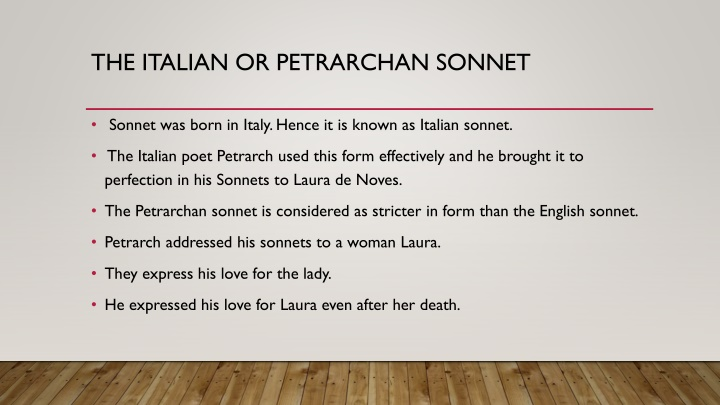 THE ITALIAN OR PETRARCHAN SONNET
• Sonnet was born in Italy. Hence it is known as Italian sonnet.
• The Italian poet Petrarch used this form effectively and he brought it to
perfection in his Sonnets to Laura de Noves.
• The Petrarchan sonnet is considered as stricter in form than the English sonnet.
• Petrarch addressed his sonnets to a woman Laura.
• They express his love for the lady.
• He expressed his love for Laura even after her death.